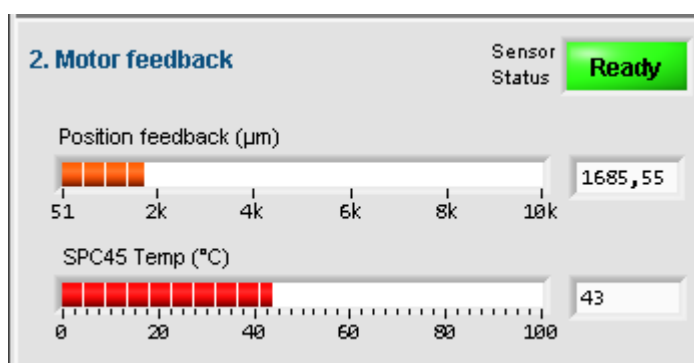 2. Motor feedback
Sensor
Status
Ready
Position feedback (µm)
1685,55
51 2k 4k 6k 8k 10k
SPC45 Temp (°C)
43
0 20 40 60 80 100